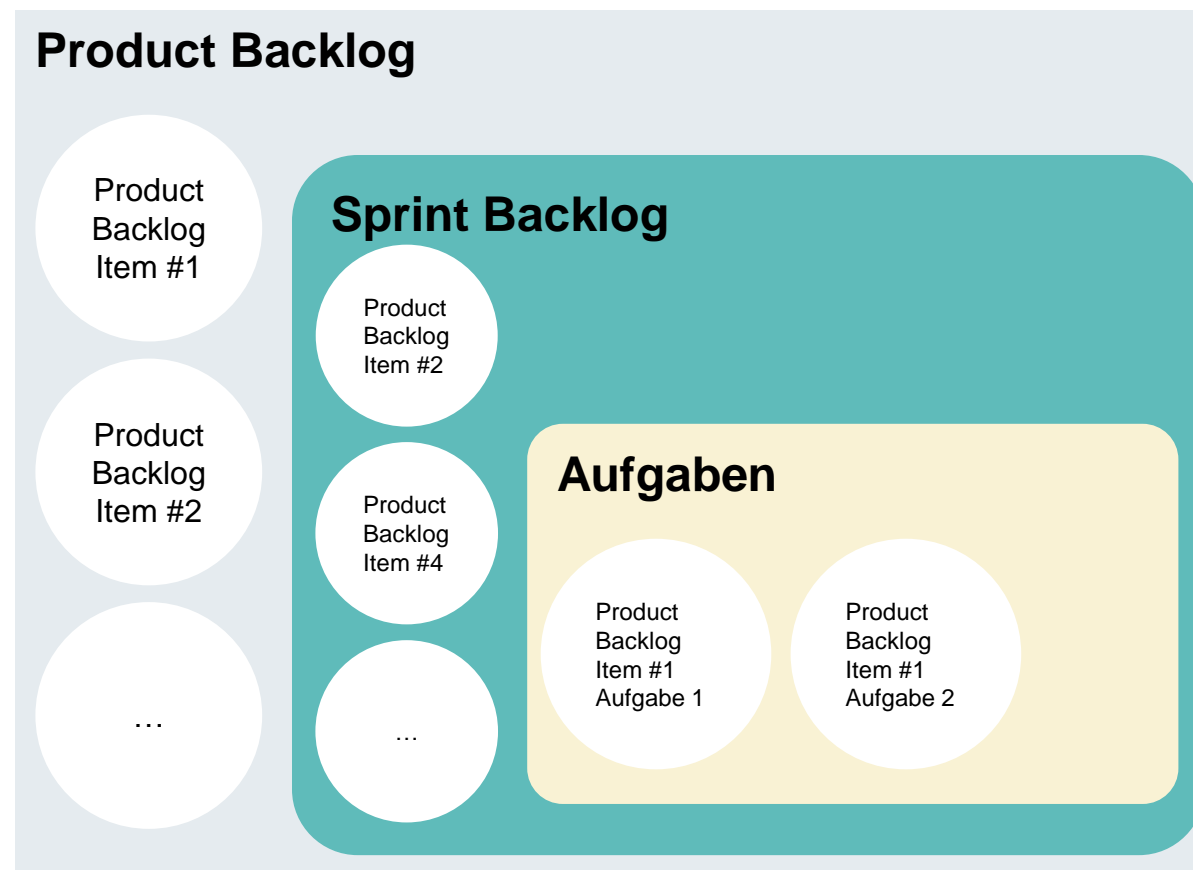 Product Backlog
Product
Backlog
Item #1
Product
Backlog
Item #2
…
Sprint Backlog
Product
Backlog
Item #2
Product
Backlog
Item #4
…
Aufgaben
Product
Backlog
Item #1
Aufgabe 1
Product
Backlog
Item #1
Aufgabe 2